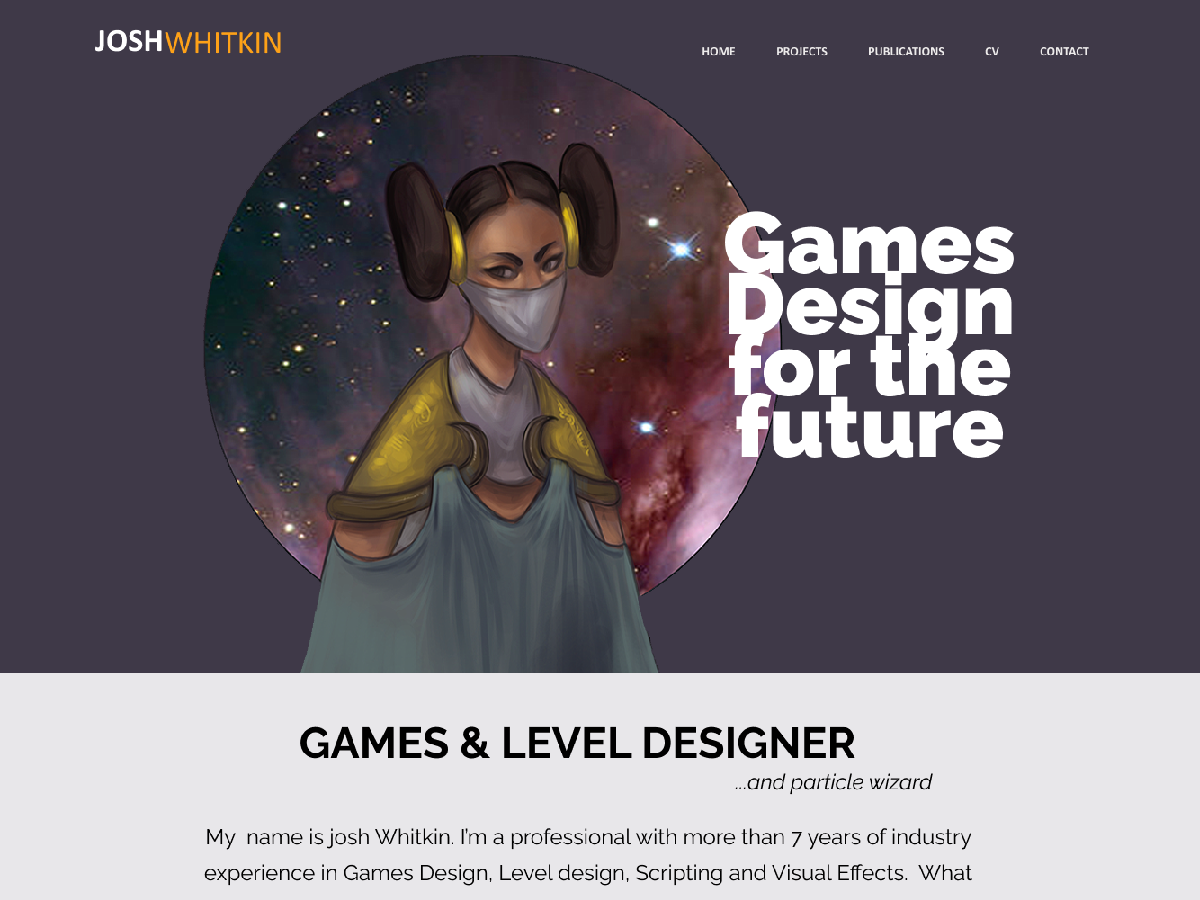 JOSHWHITKIN
HOME PROJECTS PUBLICATIONS CV CONTACT
Games
Design
for the
future
GAMES & LEVEL DESIGNER
...and particle wizard
My name is josh Whitkin. I'm a professional with more than 7 years of industry
experience in Games Design, Level design, Scripting and Visual Effects. What